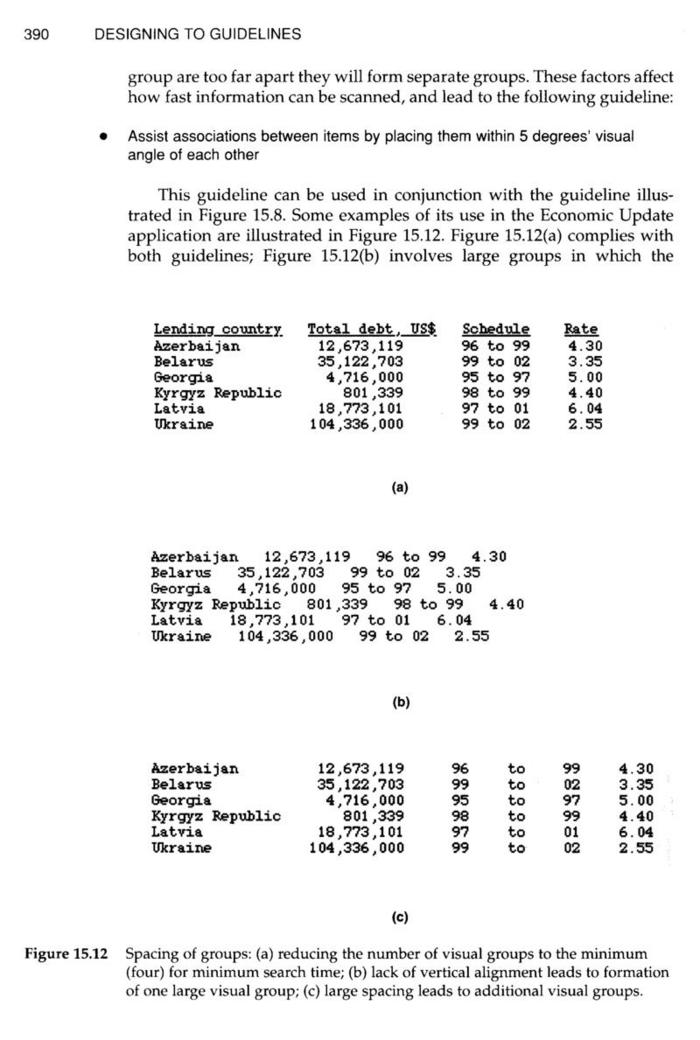 390 DESIGNING TO GUIDELINES
group are too far apart they will form separate groups. These factors affect
how fast information can be scanned, and lead to the following guideline:
• Assist associations between items by placing them within 5 degrees' visual
angle of each other
This guideline can be used in conjunction with the guideline illus-
trated in Figure 15.8. Some examples of its use in the Economic Update
application are illustrated in Figure 15.12. Figure 15.12(a) complies with
both guidelines; Figure 15.12(b) involves large groups in which the
Lending country Total debt, US$ Schedule Rate
Azerbaijan 12,673,119 96 to 99 4.30
Belarus 35,122,703 99 to 02 3.35
Georgia 4,716,000 95 to 97 5.00
Kyrgyz Republic 801,339 98 to 99 4.40
Latvia 18,773,101 97 to 01 6.04
Ukraine 104,336,000 99 to 02 2.55
(a)
Azerbaijan 12,673,119 96 to 99 4.30
Belarus 35,122,703 99 to 02 3.35
Georgia 4,716,000 95 to 97 5.00
Kyrgyz Republic 801,339 98 to 99 4.40
Latvia 18,773,101 97 to 01 6.04
Ukraine 104,336,000 99 to 02 2.55
(b)
Azerbaijan 12,673,119 96 to 99 4.30
Belarus 35,122,703 99 to 02 3.35
Georgia 4,716,000 95 to 97 5.00
Kyrgyz Republic 801,339 98 to 99 4.40
Latvia 18,773,101 97 to 01 6.04
Ukraine 104,336,000 99 to 02 2.55
(c)
Figure 15.12 Spacing of groups: (a) reducing the number of visual groups to the minimum
(four) for minimum search time; (b) lack of vertical alignment leads to formation
of one large visual group; (c) large spacing leads to additional visual groups.